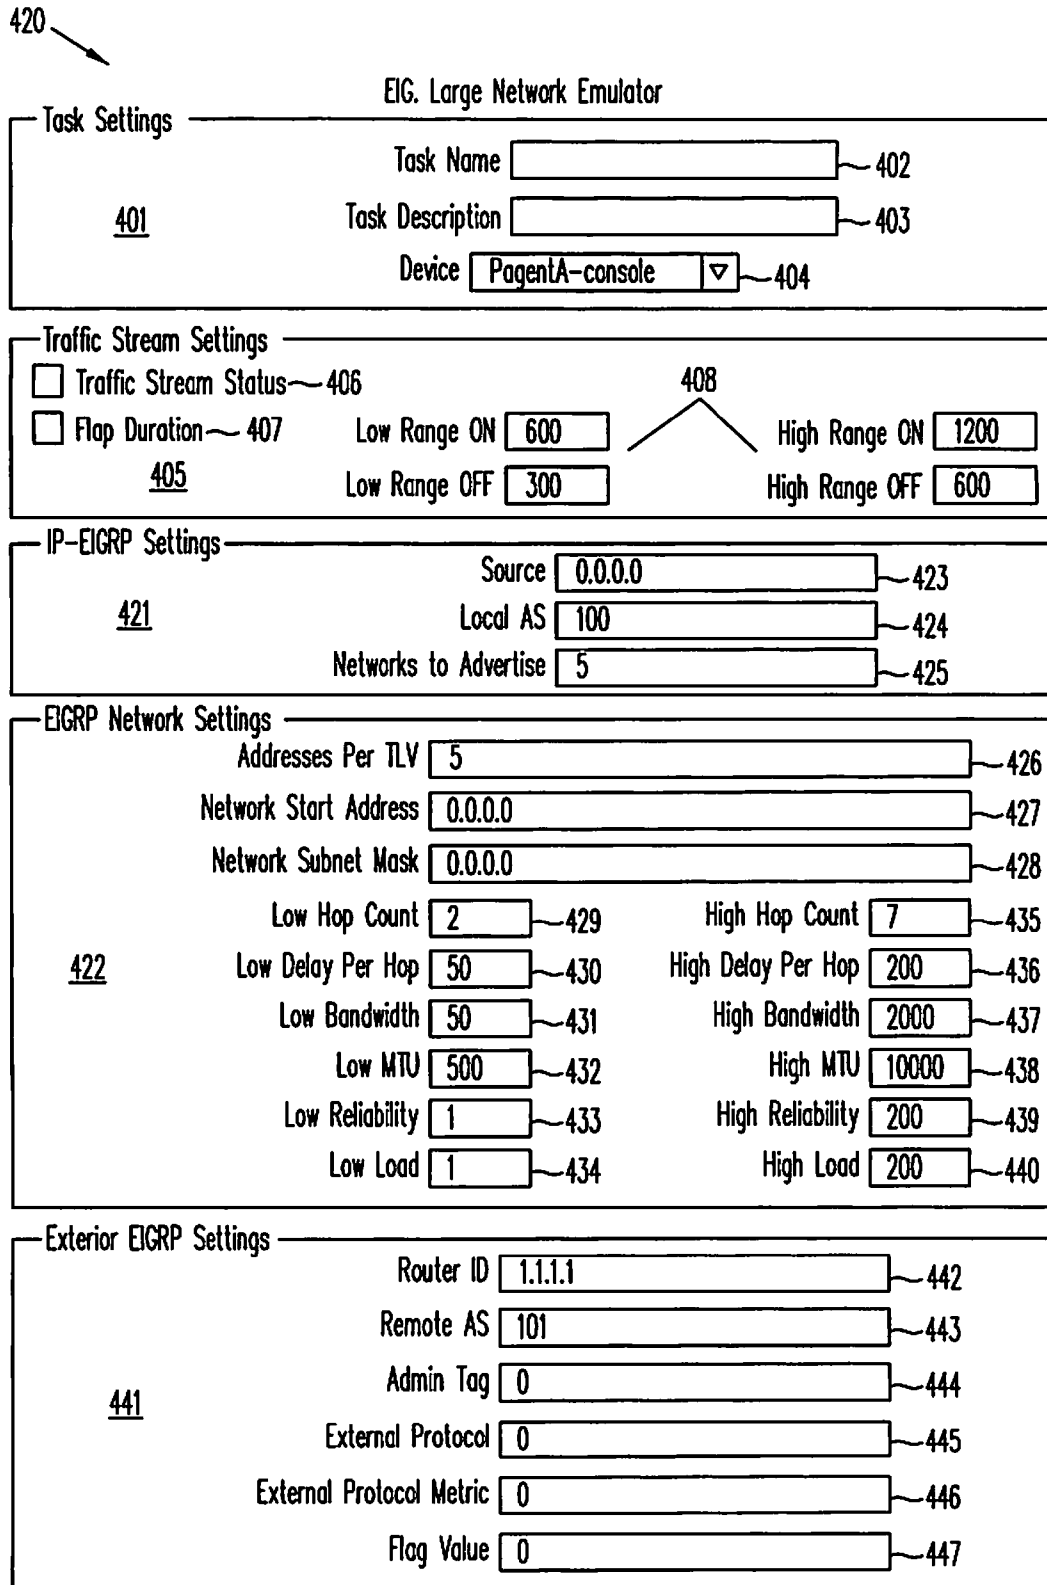 420
EIG. Large Network Emulator
Task Settings
Task Name 402
401 Task Description 403
Device PagentA-console 404
Traffic Stream Settings
Traffic Stream Status 406 408
Flap Duration 407 Low Range ON 600 High Range ON 1200
405 Low Range OFF 300 High Range OFF 600
IP-EIGRP Settings
Source 0.0.0.0 423
421 Local AS 100 424
Networks to Advertise 5 425
EIGRP Network Settings
Addresses Per TLV 5 426
Network Start Address 0.0.0.0 427
Network Subnet Mask 0.0.0.0 428
Low Hop Count 2 429 High Hop Count 7 435
422 Low Delay Per Hop 50 430 High Delay Per Hop 200 436
Low Bandwidth 50 431 High Bandwidth 2000 437
Low MTU 500 432 High MTU 10000 438
Low Reliability 1 433 High Reliability 200 439
Low Load 1 434 High Load 200 440
Exterior EIGRP Settings
Router ID 1.1.1.1 442
Remote AS 101 443
Admin Tag 0 444
441
External Protocol 0 445
External Protocol Metric 0 446
Flag Value 0 447